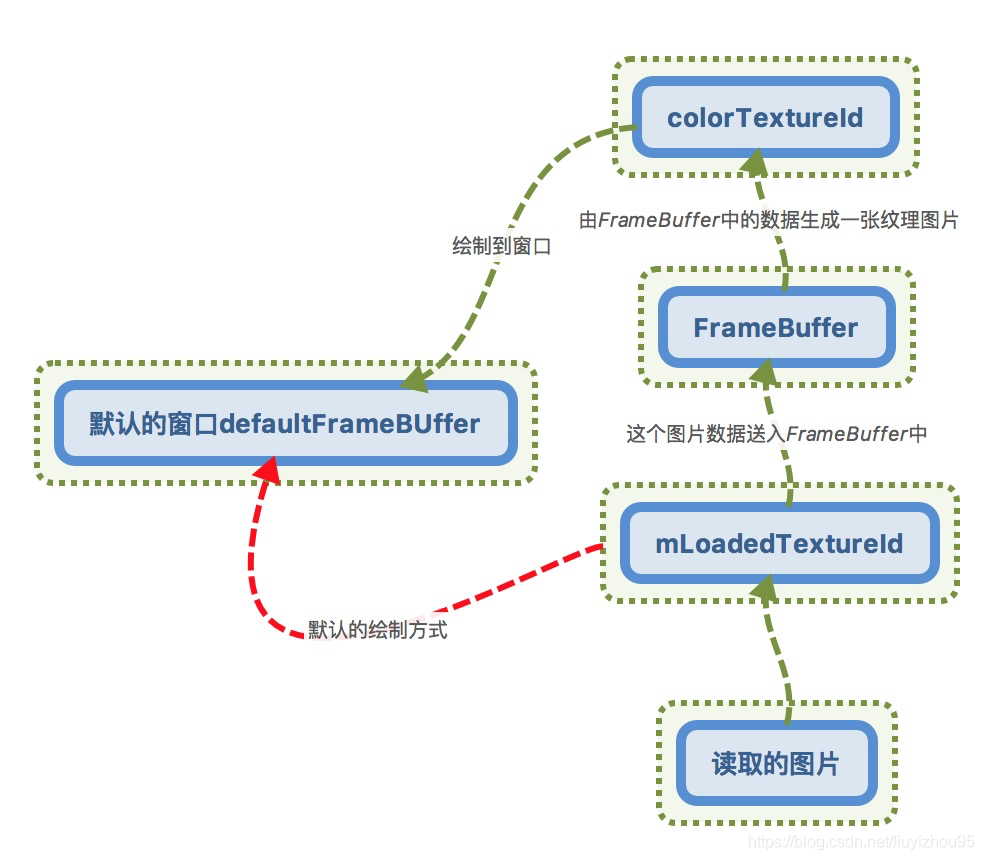 colorTextureId
由FrameBuffer中的数据生成一张纹理图片
绘制到窗口
FrameBuffer
默认的窗口defaultFrameBUffer
这个图片数据送入FrameBuffer中
mLoadedTextureId
默认的绘制方式
读取的图片
https://blog.csdn.net/liuyizhou95